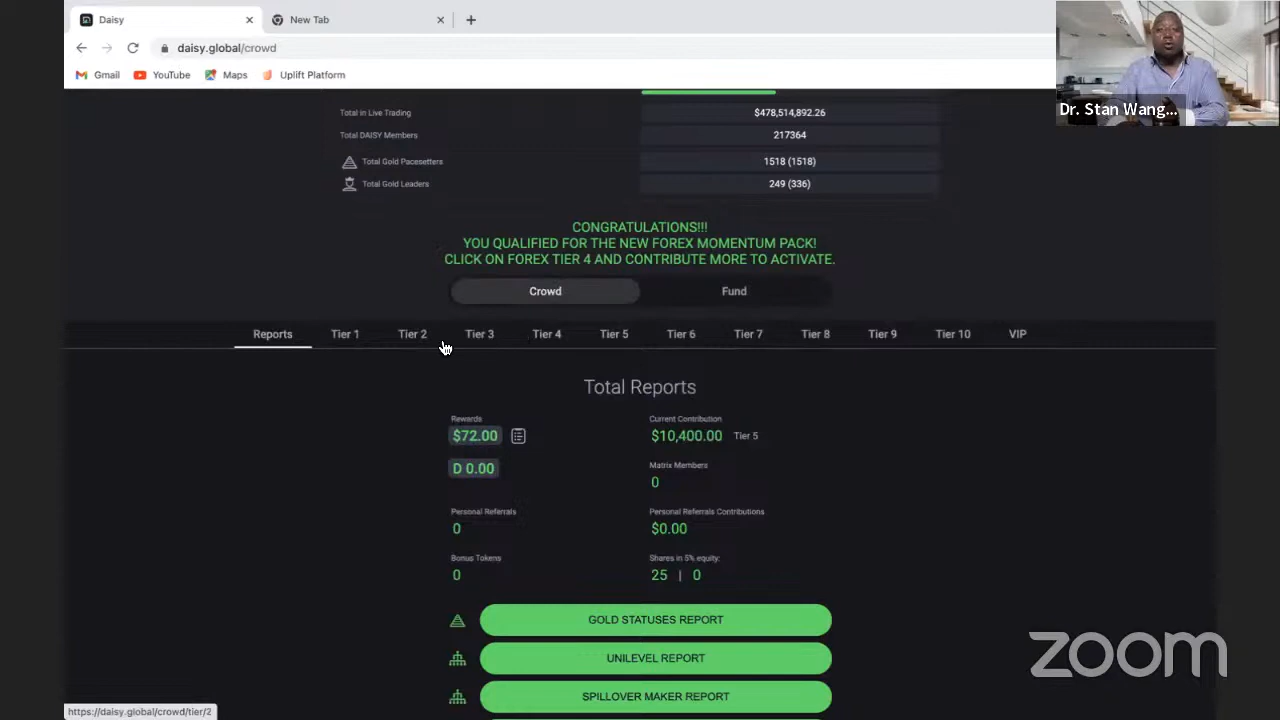 Daisy
New Tab
daisy.global/crowd
Gmail YouTube Maps Uplift Platform
Dr. Stan Wang...
Total in Live Trading $478,514,892.26
Total DAISY Members 217364
Total Gold Pacesetters 1518 (1518)
Total Gold Leaders 249 (336)
CONGRATULATIONS!!!
YOU QUALIFIED FOR THE NEW FOREX MOMENTUM PACK!
CLICK ON FOREX TIER 4 AND CONTRIBUTE MORE TO ACTIVATE.
Crowd Fund
Reports Tier 1 Tier 2 Tier 3 Tier 4 Tier 5 Tier 6 Tier 7 Tier 8 Tier 9 Tier 10 VIP
Total Reports
Rewards Current Contribution
$72.00 $10,400.00 Tier 5
Matrix Members
D 0.00
0
Personal Referrals Personal Referrals Contributions
0 $0.00
Bonus Tokens Shares in 5% equity:
0 25 | 0
GOLD STATUSES REPORT
UNILEVEL REPORT
SPILLOVER MAKER REPORT
zoom
https://daisy.global/crowd/tier/2